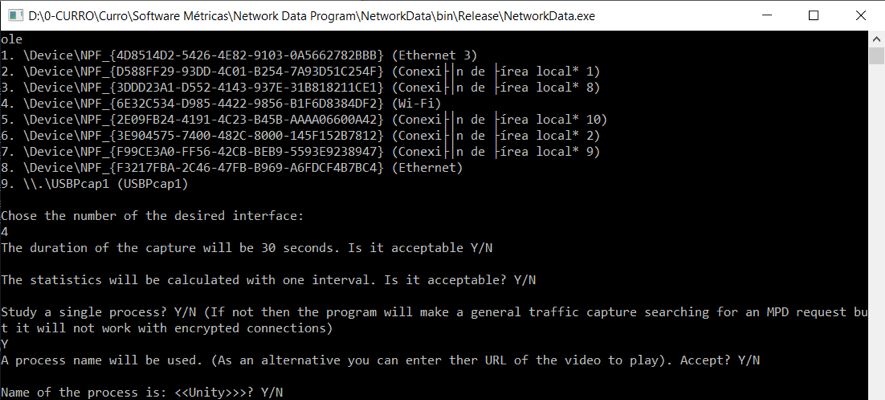 D:\0-CURRO\Curro\Software Métricas\Network Data Program\NetworkData\bin\Release\NetworkData.exe
ole
1. \Device\NPF_{4D8514D2-5426-4E82-9103-0A5662782BBB} (Ethernet 3)
2. \Device\NPF_{D588FF29-93DD-4C01-B254-7A93D51C254F} (Conexi├│n de ├írea local* 1)
3. \Device\NPF_{3DDD23A1-D552-4143-937E-31B818211CE1} (Conexi├│n de ├írea local* 8)
4. \Device\NPF_{6E32C534-D985-4422-9856-B1F6D8384DF2} (Wi-Fi)
5. \Device\NPF_{2E09FB24-4191-4C23-B45B-AAAA06600A42} (Conexi├│n de ├írea local* 10)
6. \Device\NPF_{3E904575-7400-482C-8000-145F152B7812} (Conexi├│n de ├írea local* 2)
7. \Device\NPF_{F99CE3A0-FF56-42CB-BEB9-5593E9238947} (Conexi├│n de ├írea local* 9)
8. \Device\NPF_{F3217FBA-2C46-47FB-B969-A6FDCF4B7BC4} (Ethernet)
9. \\.\USBPcap1 (USBPcap1)
Chose the number of the desired interface:
4
The duration of the capture will be 30 seconds. Is it acceptable Y/N
The statistics will be calculated with one interval. Is it acceptable? Y/N
Study a single process? Y/N (If not then the program will make a general traffic capture searching for an MPD request bu
t it will not work with encrypted connections)
Y
A process name will be used. (As an alternative you can enter ther URL of the video to play). Accept? Y/N
Name of the process is: <<Unity>>>? Y/N